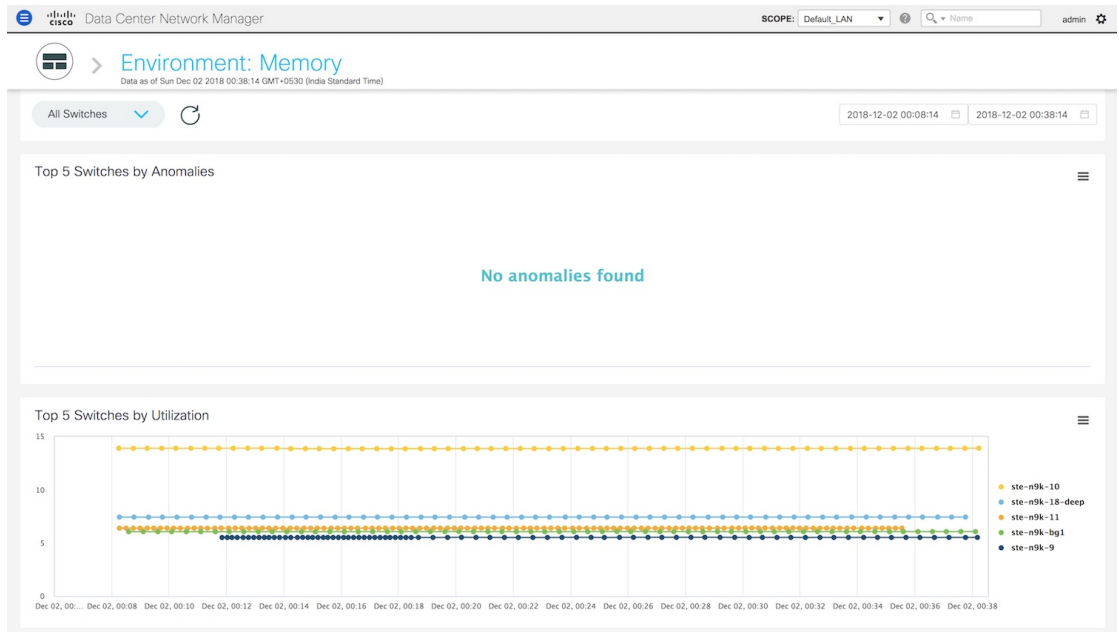 cisco Data Center Network Manager
SCOPE: Default_LAN
Name
admin
Environment: Memory
Data as of Sun Dec 02 2018 00:38:14 GMT+0530 (India Standard Time)
All Switches
2018-12-02 00:08:14 2018-12-02 00:38:14
Top 5 Switches by Anomalies
No anomalies found
Top 5 Switches by Utilization
15
10
5
0
ste-n9k-10
ste-n9k-18-deep
ste-n9k-11
ste-n9k-bg1
ste-n9k-9
Dec 02, 00:... Dec 02, 00:08 Dec 02, 00:10 Dec 02, 00:12 Dec 02, 00:14 Dec 02, 00:16 Dec 02, 00:18 Dec 02, 00:20 Dec 02, 00:22 Dec 02, 00:24 Dec 02, 00:26 Dec 02, 00:28 Dec 02, 00:30 Dec 02, 00:32 Dec 02, 00:34 Dec 02, 00:36 Dec 02, 00:38